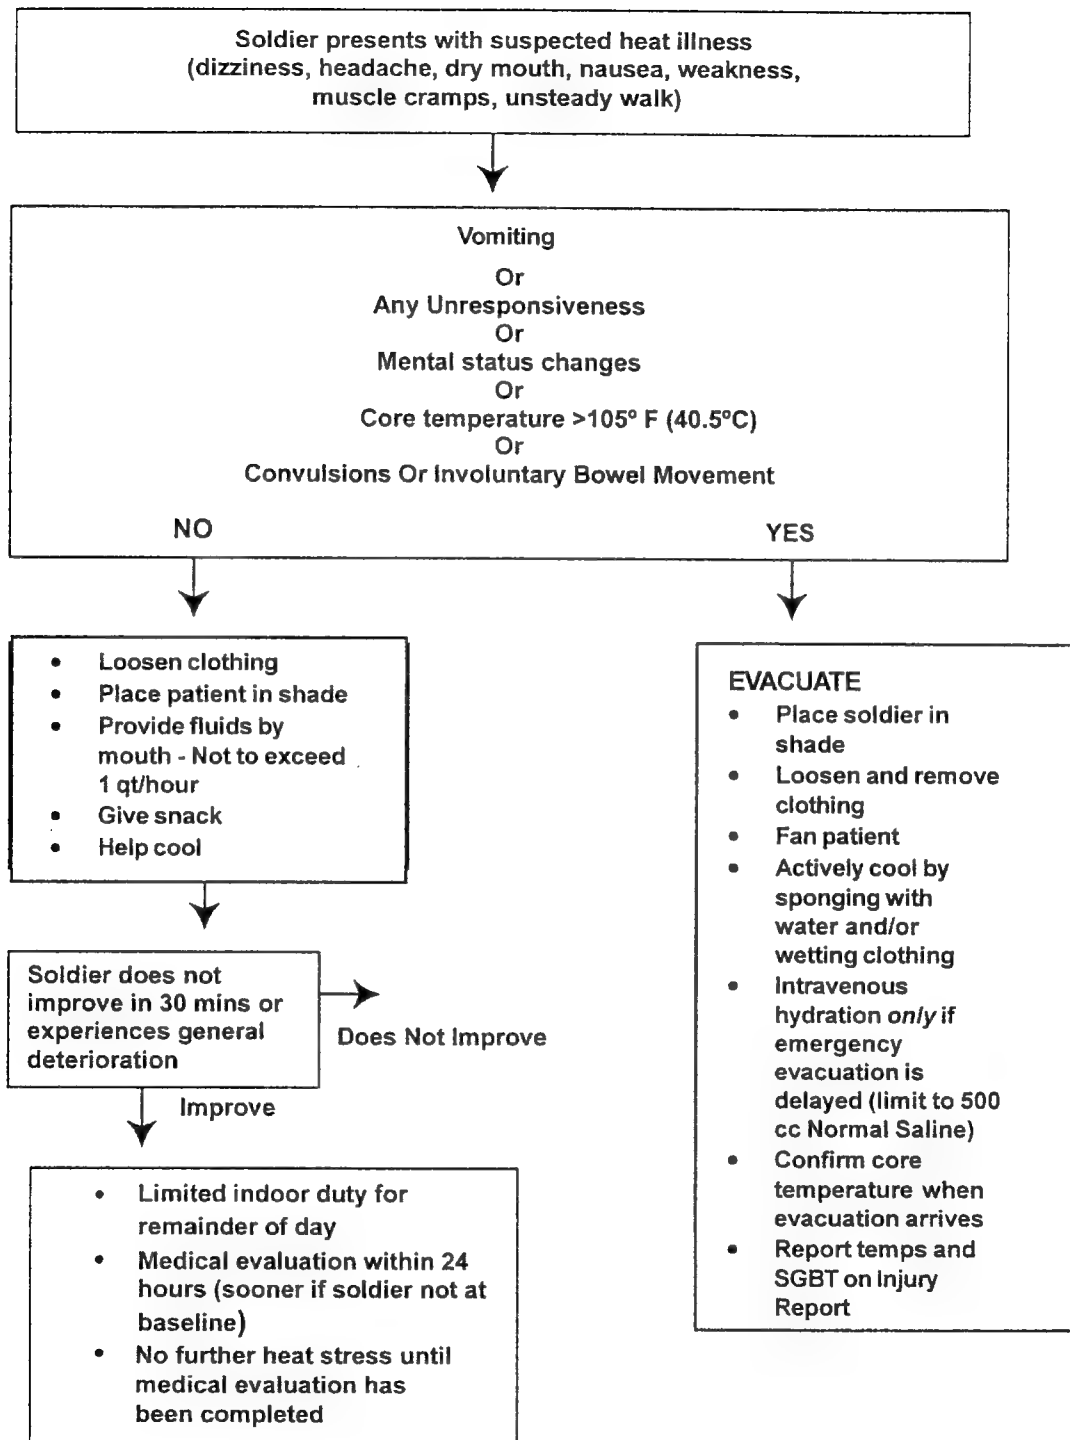 Soldier presents with suspected heat illness
(dizziness, headache, dry mouth, nausea, weakness,
muscle cramps, unsteady walk)
Vomiting
Or
Any Unresponsiveness
Or
Mental status changes
Or
Core temperature >105° F (40.5°C)
Or
Convulsions Or Involuntary Bowel Movement
NO
YES
• Loosen clothing
• Place patient in shade
• Provide fluids by
mouth - Not to exceed
1 qt/hour
• Give snack
• Help cool
Soldier does not
improve in 30 mins or
experiences general
deterioration
Does Not Improve
Improve
• Limited indoor duty for
remainder of day
• Medical evaluation within 24
hours (sooner if soldier not at
baseline)
• No further heat stress until
medical evaluation has
been completed
EVACUATE
• Place soldier in
shade
• Loosen and remove
clothing
• Fan patient
• Actively cool by
sponging with
water and/or
wetting clothing
• Intravenous
hydration only if
emergency
evacuation is
delayed (limit to 500
cc Normal Saline)
• Confirm core
temperature when
evacuation arrives
• Report temps and
SGBT on Injury
Report